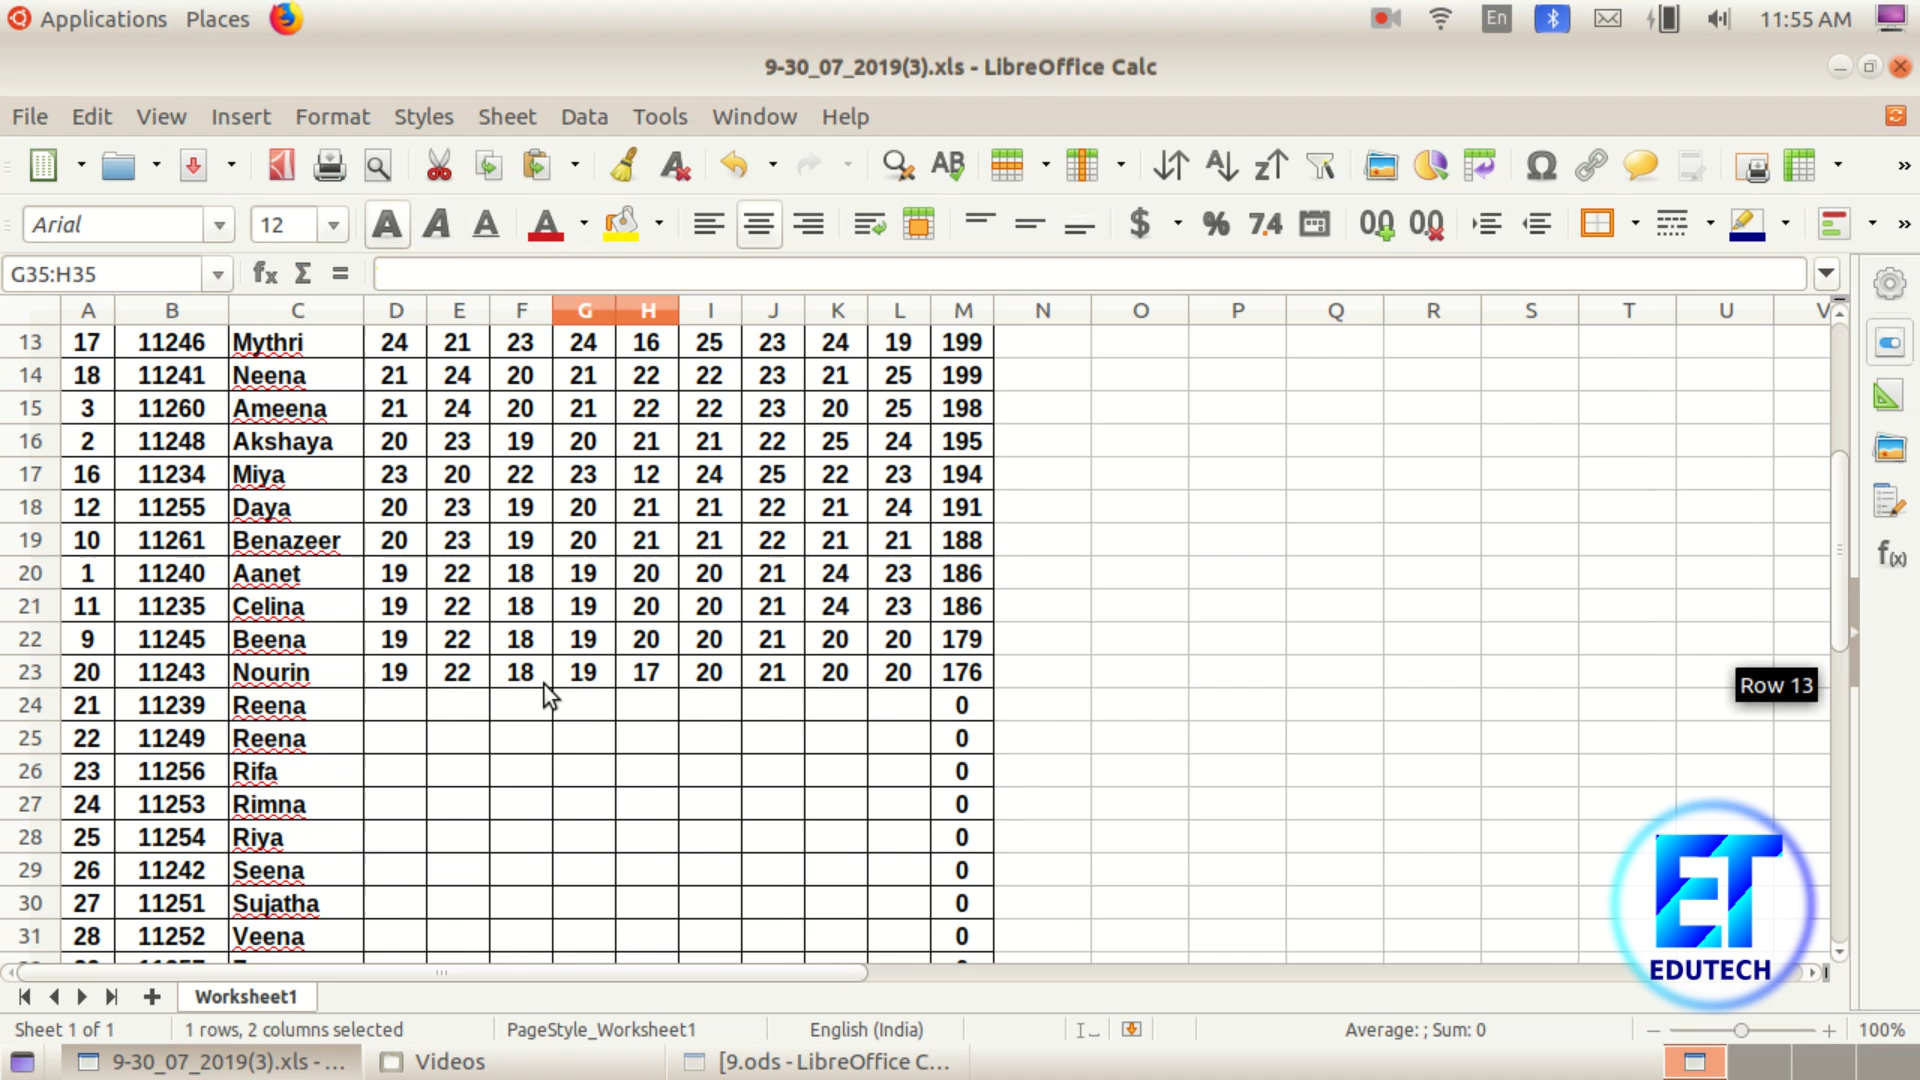 Applications Places En 11:55 AM
9-30_07_2019(3).xls - LibreOffice Calc
File Edit View Insert Format Styles Sheet Data Tools Window Help
Arial 12 $ % 7.4
G35:H35
A B C D E F G H I J K L M N O P Q R S T U V
13 17 11246 Mythri 24 21 23 24 16 25 23 24 19 199
14 18 11241 Neena 21 24 20 21 22 22 23 21 25 199
15 3 11260 Ameena 21 24 20 21 22 22 23 20 25 198
16 2 11248 Akshaya 20 23 19 20 21 21 22 25 24 195
17 16 11234 Miya 23 20 22 23 12 24 25 22 23 194
18 12 11255 Daya 20 23 19 20 21 21 22 21 24 191
19 10 11261 Benazeer 20 23 19 20 21 21 22 21 21 188
20 1 11240 Aanet 19 22 18 19 20 20 21 24 23 186
21 11 11235 Celina 19 22 18 19 20 20 21 24 23 186
22 9 11245 Beena 19 22 18 19 20 20 21 20 20 179
23 20 11243 Nourin 19 22 18 19 17 20 21 20 20 176
Row 13
24 21 11239 Reena 0
25 22 11249 Reena 0
26 23 11256 Rifa 0
27 24 11253 Rimna 0
28 25 11254 Riya 0
29 26 11242 Seena 0
30 27 11251 Sujatha 0
31 28 11252 Veena 0
ET
EDUTECH
Worksheet1
Sheet 1 of 1 1 rows, 2 columns selected PageStyle_Worksheet1 English (India) Average: ; Sum: 0 100%
9-30_07_2019(3).xls - ... Videos [9.ods - LibreOffice C...